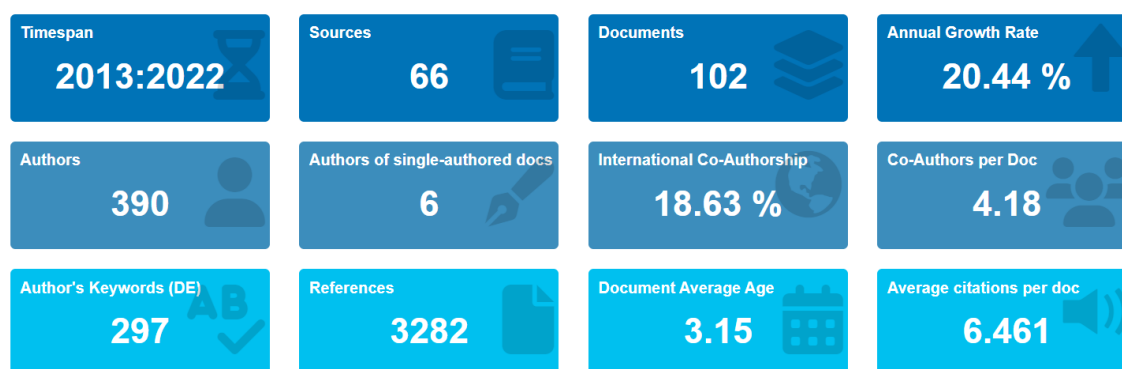 Timespan
2013:2022
Sources
66
Documents
102
Annual Growth Rate
20.44 %
Authors
390
Authors of single-authored docs
6
International Co-Authorship
18.63 %
Co-Authors per Doc
4.18
Author's Keywords (DE)
297
AB
References
3282
Document Average Age
3.15
Average citations per doc
6.461